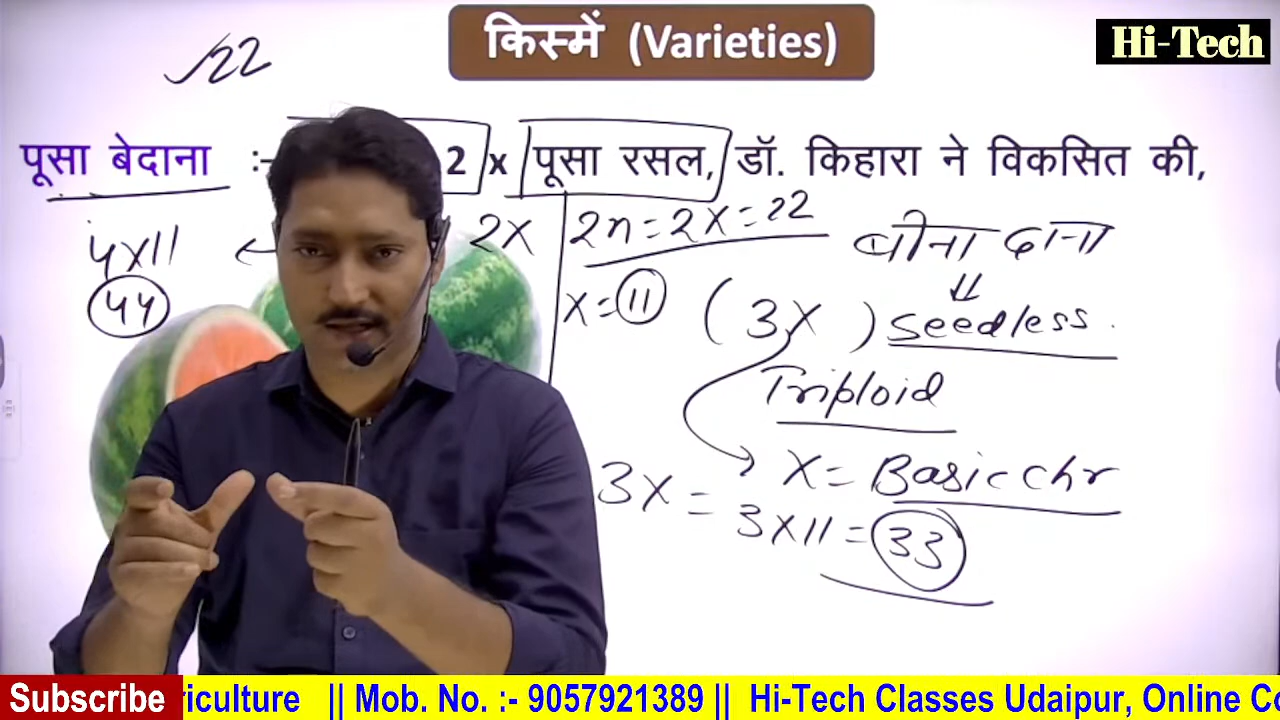 किस्में (Varieties)
Hi-Tech
22
पूसा बेदाना :- 2 x पूसा रसल, डॉ. किहारा ने विकसित की,
4x11
44
2x
2n=2x=22
x=11
बीना दाना
(3x) Seedless.
Triploid
x = Basic Chr
3x = 3x11 = 33
Subscribe riculture || Mob. No. :- 9057921389 || Hi-Tech Classes Udaipur, Online Co